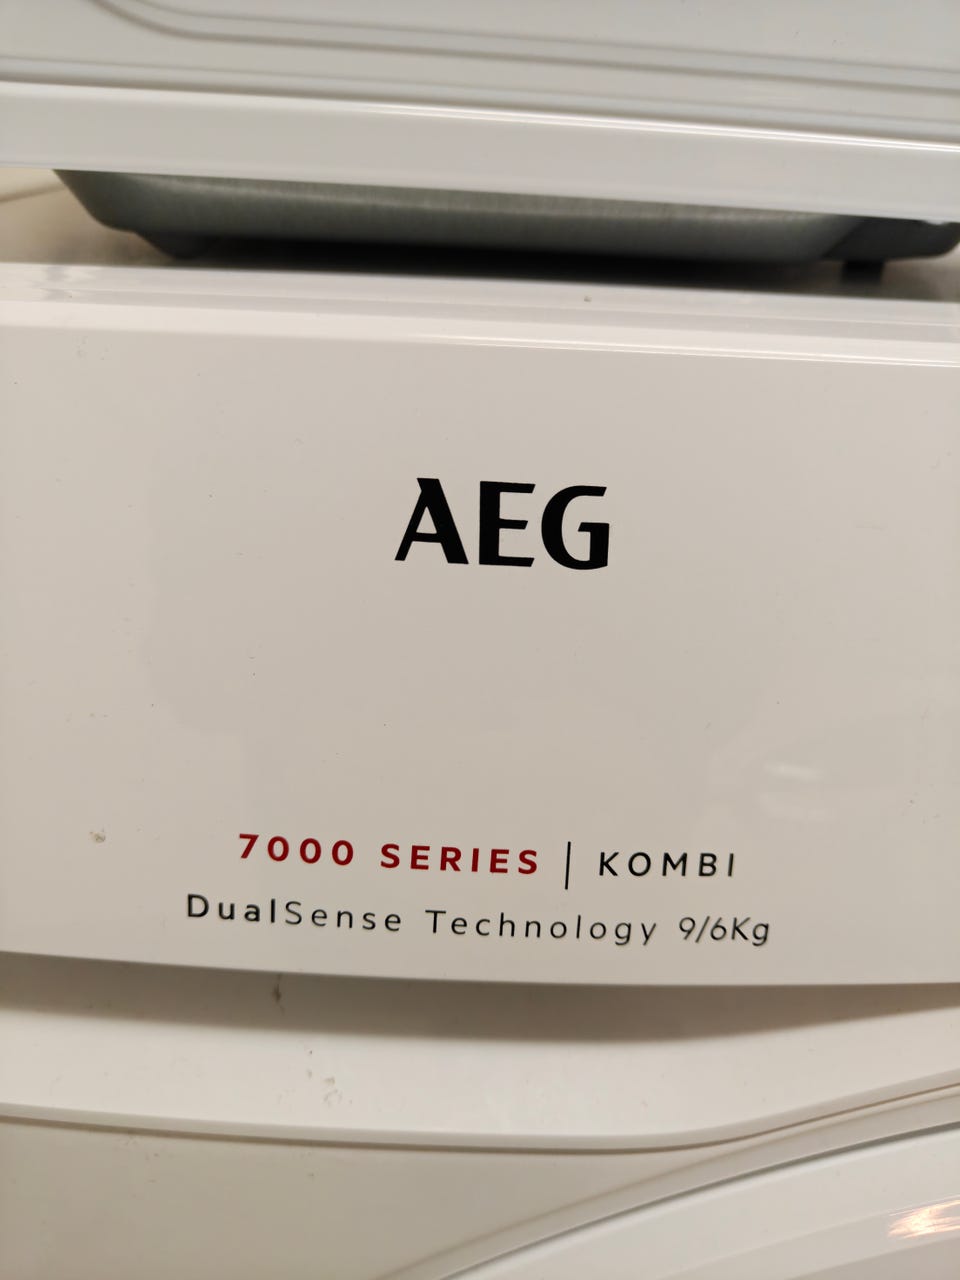 AEG
7000 SERIES | KOMBI
DualSense Technology 9/6Kg